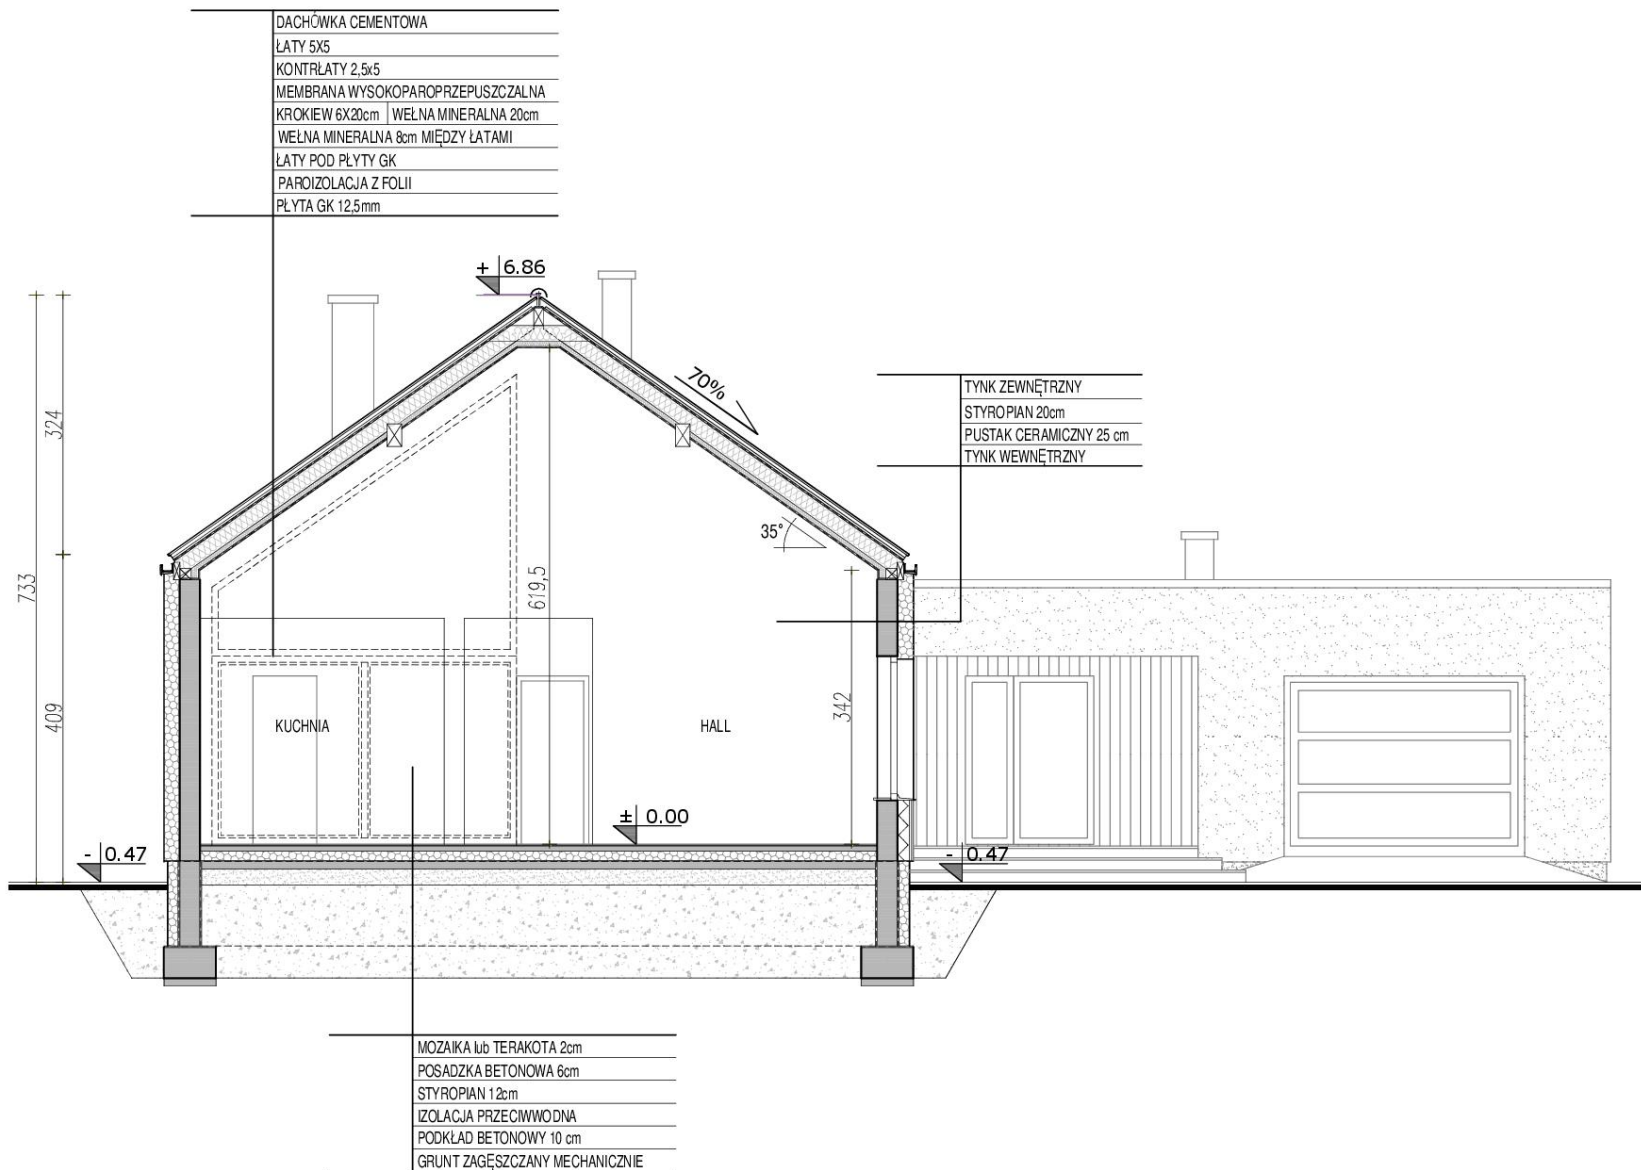 DACHÓWKA CEMENTOWA
ŁATY 5X5
KONTRŁATY 2,5x5
MEMBRANA WYSOKOPAROPRZEPUSZCZALNA
KROKIEW 6X20cm WEŁNA MINERALNA 20cm
WEŁNA MINERALNA 8cm MIĘDZY ŁATAMI
ŁATY POD PŁYTY GK
PAROIZOLACJA Z FOLII
PŁYTA GK 12,5mm
+ 6.86
70%
35°
TYNK ZEWNĘTRZNY
STYROPIAN 20cm
PUSTAK CERAMICZNY 25 cm
TYNK WEWNĘTRZNY
733
324
409
619,5
342
KUCHNIA
HALL
± 0.00
- 0.47
- 0.47
MOZAIKA lub TERAKOTA 2cm
POSADZKA BETONOWA 6cm
STYROPIAN 12cm
IZOLACJA PRZECIWWODNA
PODKŁAD BETONOWY 10 cm
GRUNT ZAGĘSZCZANY MECHANICZNIE